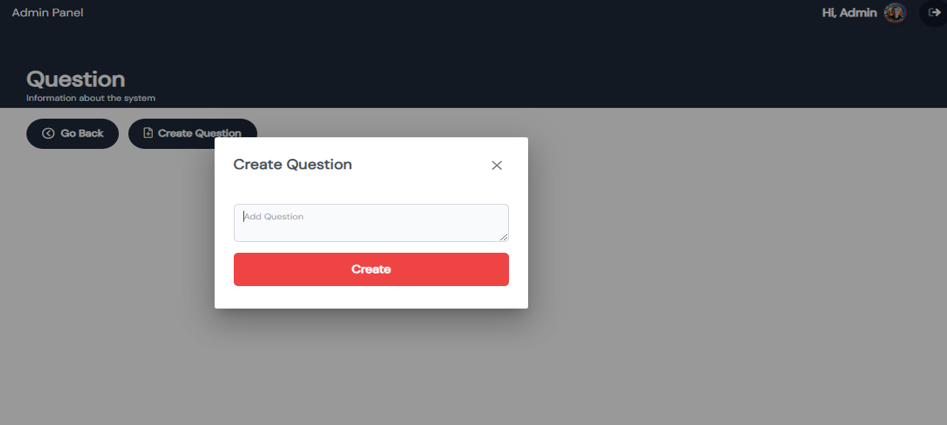 Admin Panel
Hi, Admin
Question
Information about the system
Go Back
Create Question
Create Question
Add Question
Create